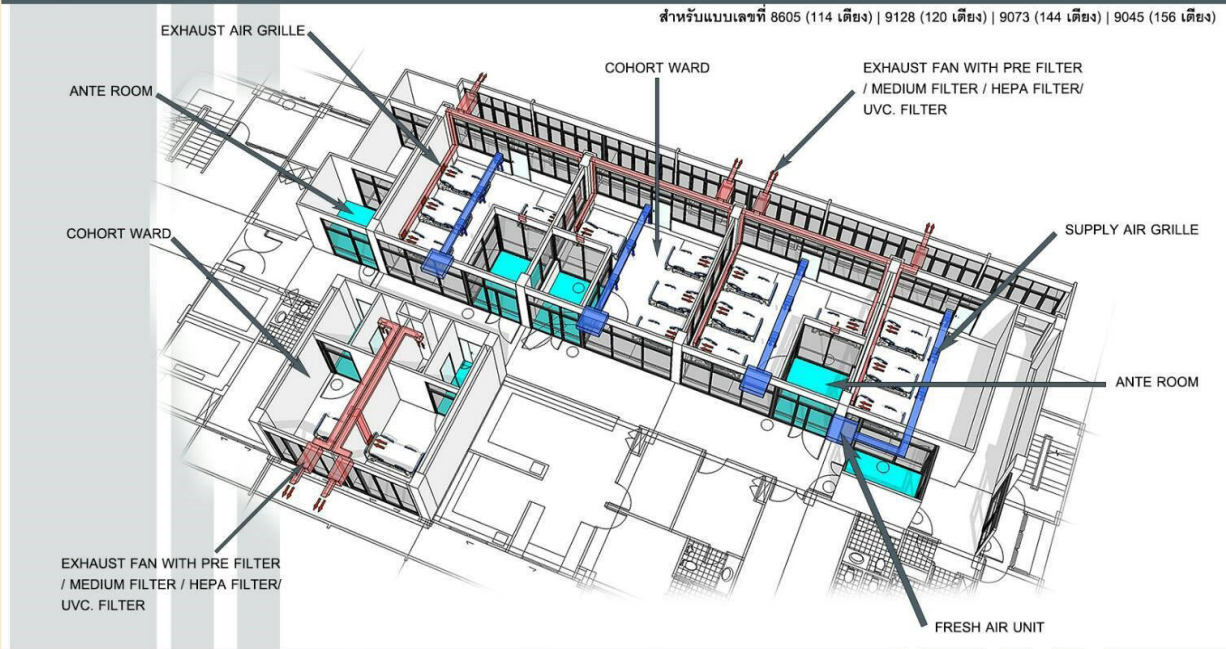 สำหรับแบบเลขที่ 8605 (114 เตียง) | 9128 (120 เตียง) | 9073 (144 เตียง) | 9045 (156 เตียง)
EXHAUST AIR GRILLE
COHORT WARD
EXHAUST FAN WITH PRE FILTER
/ MEDIUM FILTER / HEPA FILTER/
UVC. FILTER
ANTE ROOM
COHORT WARD
SUPPLY AIR GRILLE
ANTE ROOM
EXHAUST FAN WITH PRE FILTER
/ MEDIUM FILTER / HEPA FILTER/
UVC. FILTER
FRESH AIR UNIT